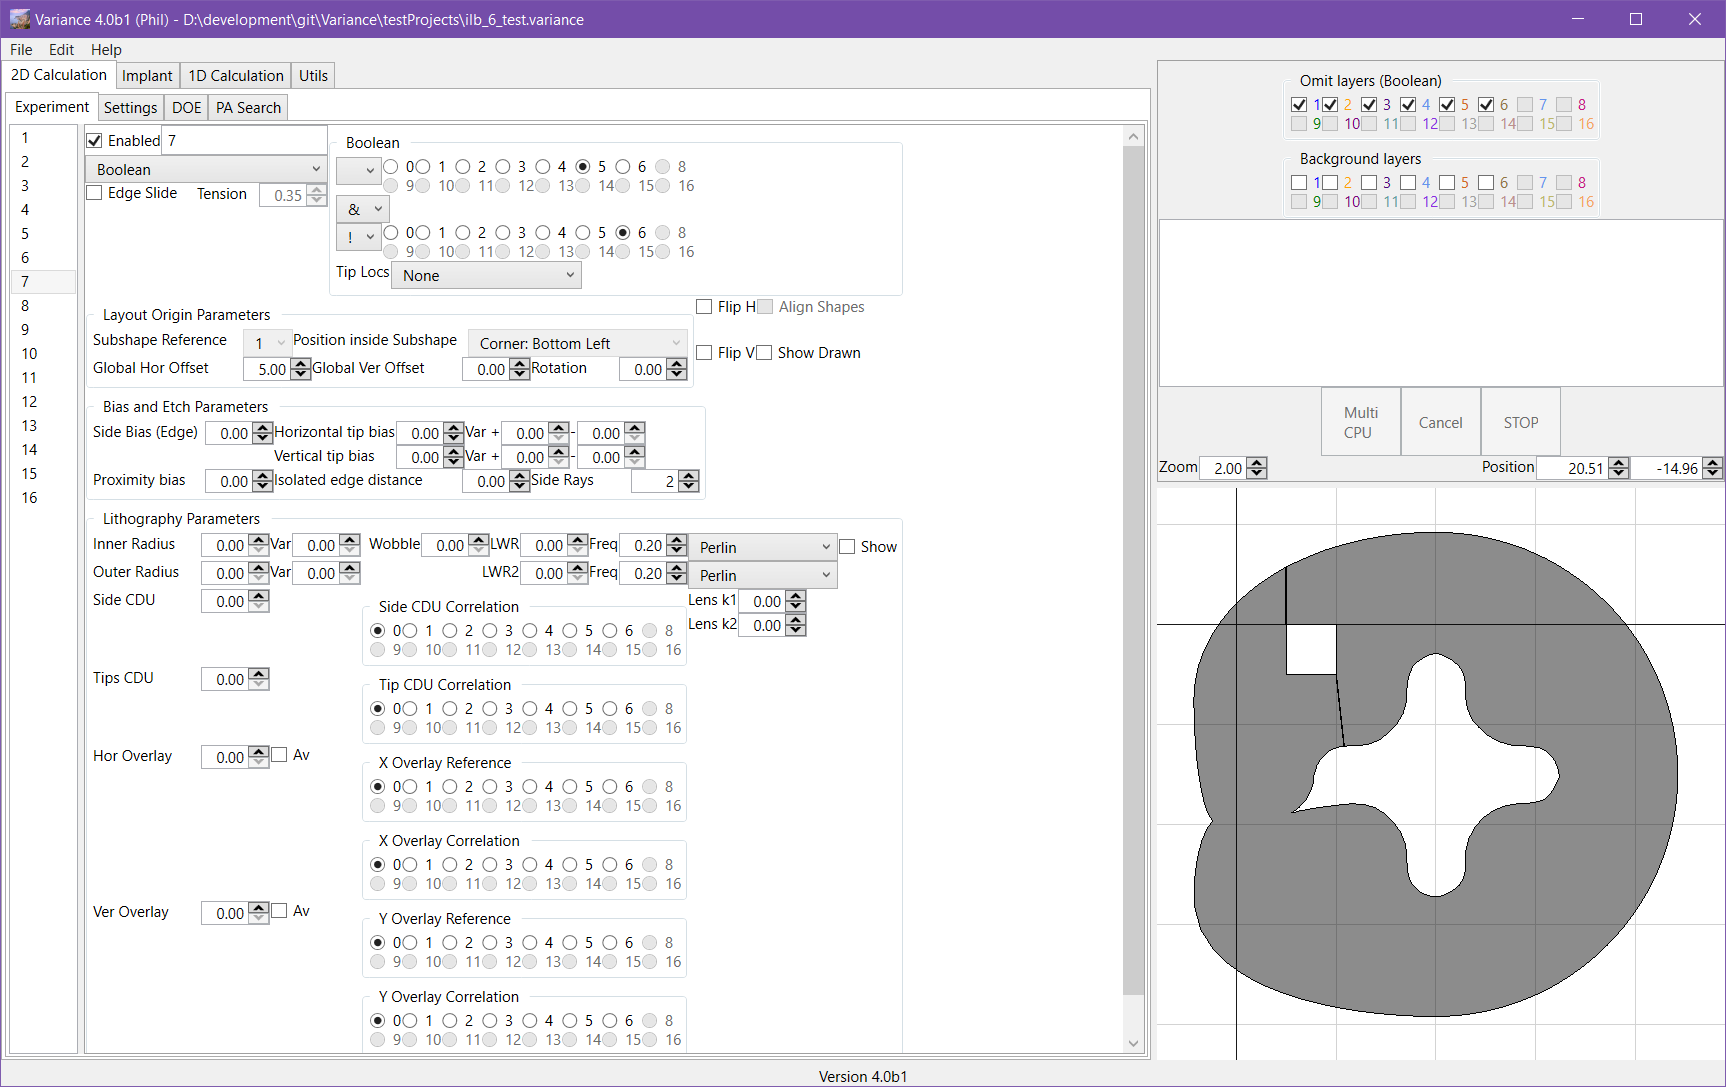 Variance 4.0b1 (Phil) - D:\development\git\Variance\testProjects\ilb_6_test.variance
File Edit Help
2D Calculation Implant 1D Calculation Utils
Experiment Settings DOE PA Search
1
2
3
4
5
6
7
8
9
10
11
12
13
14
15
16
Enabled 7
Boolean
Edge Slide Tension 0.35
Boolean
0 1 2 3 4 5 6 8
9 10 11 12 13 14 15 16
&
! 0 1 2 3 4 5 6 8
9 10 11 12 13 14 15 16
Tip Locs None
Layout Origin Parameters
Subshape Reference 1 Position inside Subshape Corner: Bottom Left
Global Hor Offset 5.00 Global Ver Offset 0.00 Rotation 0.00
Flip H Align Shapes
Flip V Show Drawn
Bias and Etch Parameters
Side Bias (Edge) 0.00 Horizontal tip bias 0.00 Var + 0.00 - 0.00
Vertical tip bias 0.00 Var + 0.00 - 0.00
Proximity bias 0.00 Isolated edge distance 0.00 Side Rays 2
Lithography Parameters
Inner Radius 0.00 Var 0.00 Wobble 0.00 LWR 0.00 Freq 0.20 Perlin Show
Outer Radius 0.00 Var 0.00 LWR2 0.00 Freq 0.20 Perlin
Side CDU 0.00
Lens k1 0.00
Lens k2 0.00
Side CDU Correlation
0 1 2 3 4 5 6 8
9 10 11 12 13 14 15 16
Tips CDU 0.00
Tip CDU Correlation
0 1 2 3 4 5 6 8
9 10 11 12 13 14 15 16
Hor Overlay 0.00 Av
X Overlay Reference
0 1 2 3 4 5 6 8
9 10 11 12 13 14 15 16
X Overlay Correlation
0 1 2 3 4 5 6 8
9 10 11 12 13 14 15 16
Ver Overlay 0.00 Av
Y Overlay Reference
0 1 2 3 4 5 6 8
9 10 11 12 13 14 15 16
Y Overlay Correlation
0 1 2 3 4 5 6 8
9 10 11 12 13 14 15 16
Omit layers (Boolean)
1 2 3 4 5 6 7 8
9 10 11 12 13 14 15 16
Background layers
1 2 3 4 5 6 7 8
9 10 11 12 13 14 15 16
Multi
CPU
Cancel
STOP
Zoom 2.00 Position 20.51 -14.96
Version 4.0b1